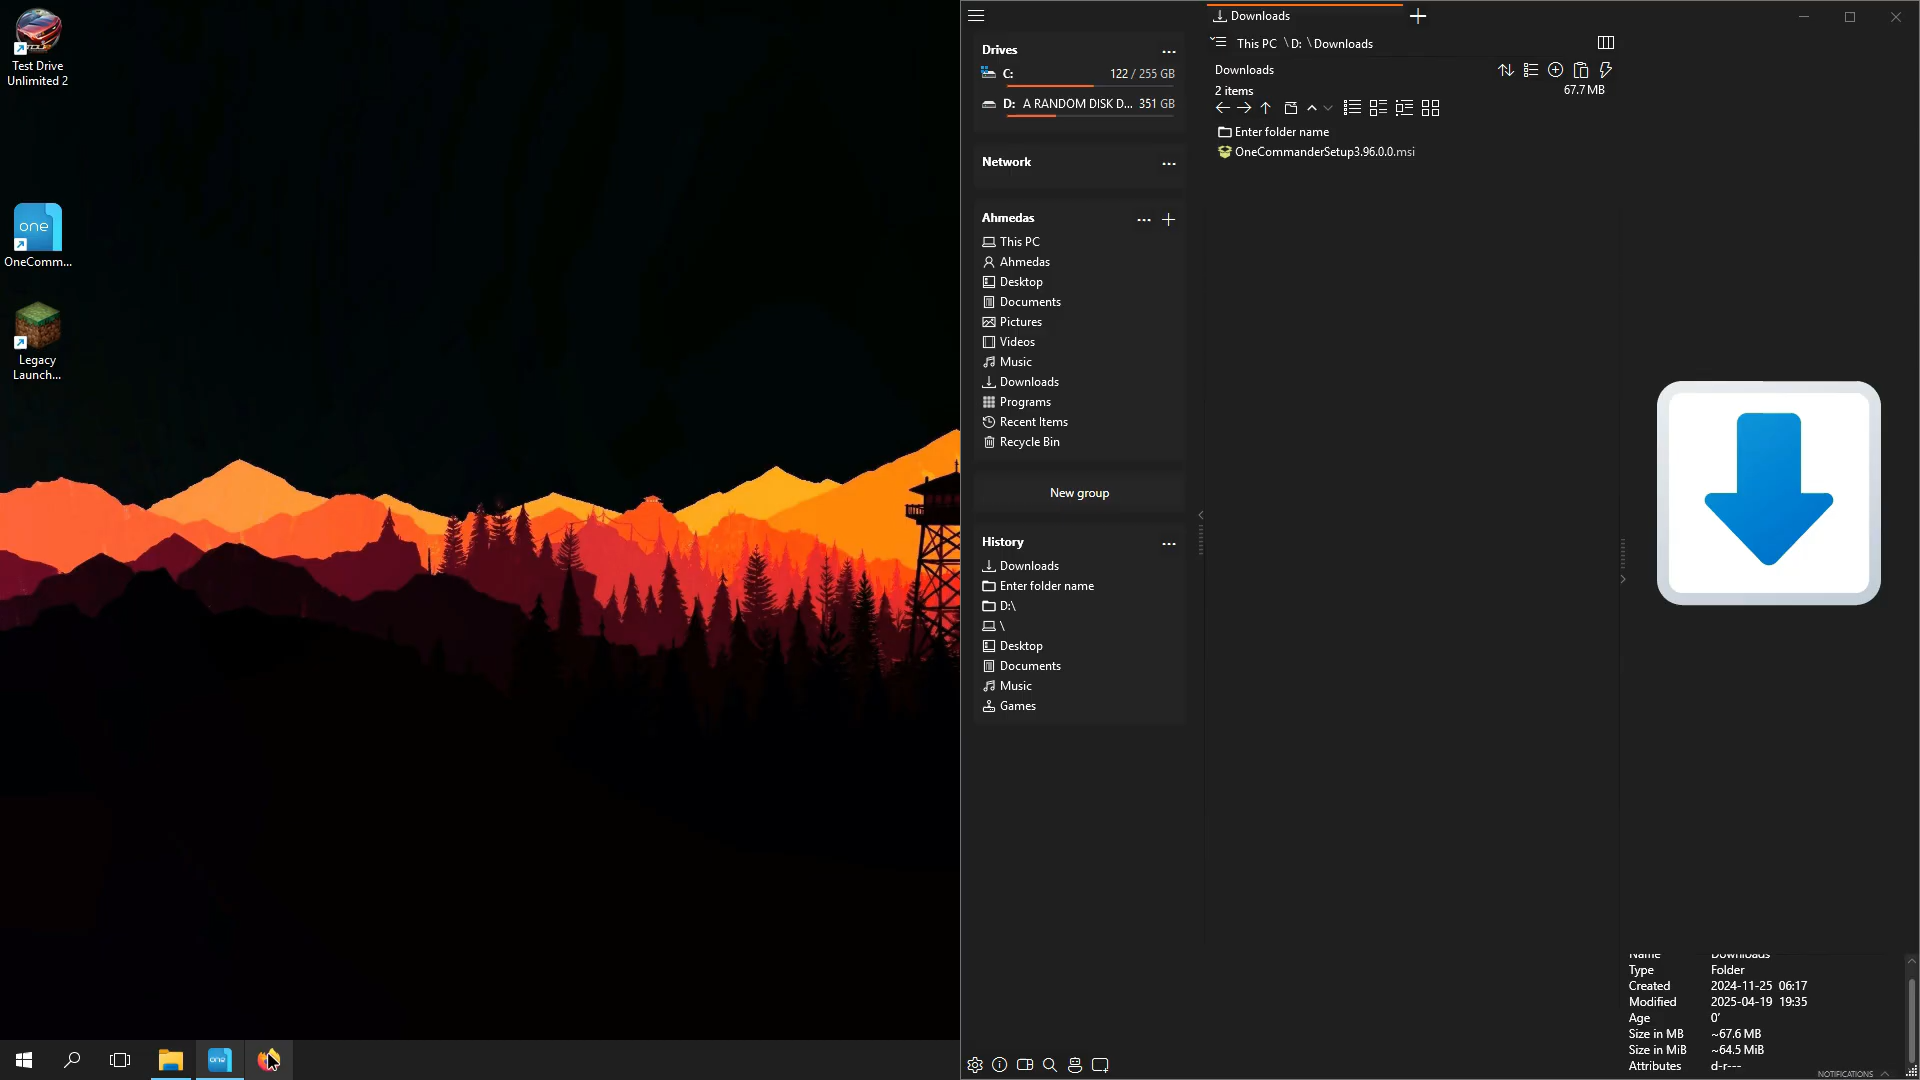 Test Drive
Unlimited 2
one
OneComm...
Legacy
Launch...
Downloads
Drives
C: 122 / 255 GB
D: A RANDOM DISK D... 351 GB
Network
Ahmedas
This PC
Ahmedas
Desktop
Documents
Pictures
Videos
Music
Downloads
Programs
Recent Items
Recycle Bin
New group
History
Downloads
Enter folder name
D:\
\
Desktop
Documents
Music
Games
This PC \ D: \ Downloads
Downloads
2 items
67.7 MB
Enter folder name
OneCommanderSetup3.96.0.0.msi
Name Downloads
Type Folder
Created 2024-11-25 06:17
Modified 2025-04-19 19:35
Age 0'
Size in MB ~67.6 MB
Size in MiB ~64.5 MiB
Attributes d-r---
NOTIFICATIONS
one